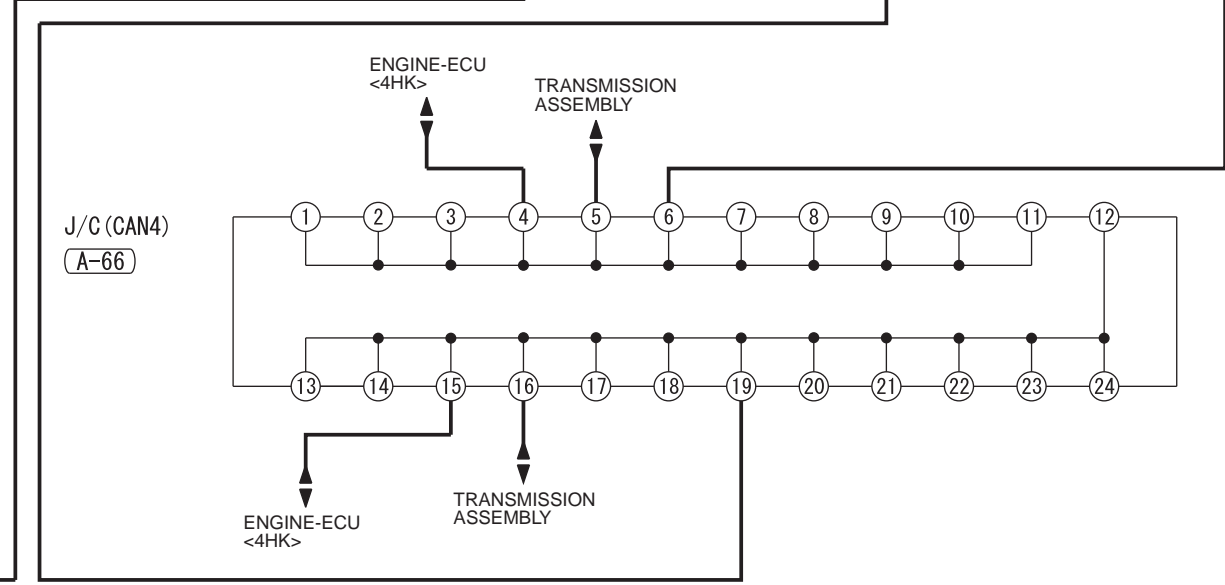 ENGINE-ECU
<4HK>
TRANSMISSION
ASSEMBLY
J/C(CAN4)
A-66
1 2 3 4 5 6 7 8 9 10 11 12
13 14 15 16 17 18 19 20 21 22 23 24
ENGINE-ECU
<4HK>
TRANSMISSION
ASSEMBLY